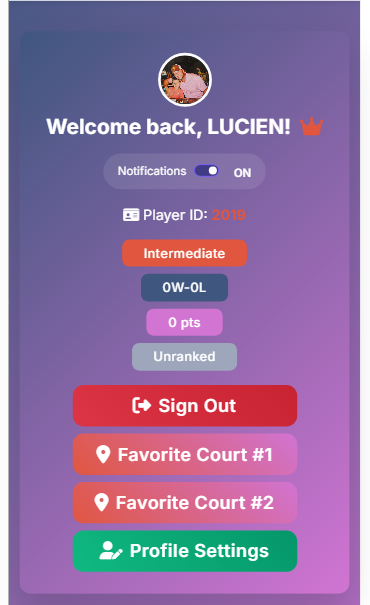 Welcome back, LUCIEN!
Notifications ON
Player ID: 2019
Intermediate
0W-0L
0 pts
Unranked
Sign Out
Favorite Court #1
Favorite Court #2
Profile Settings